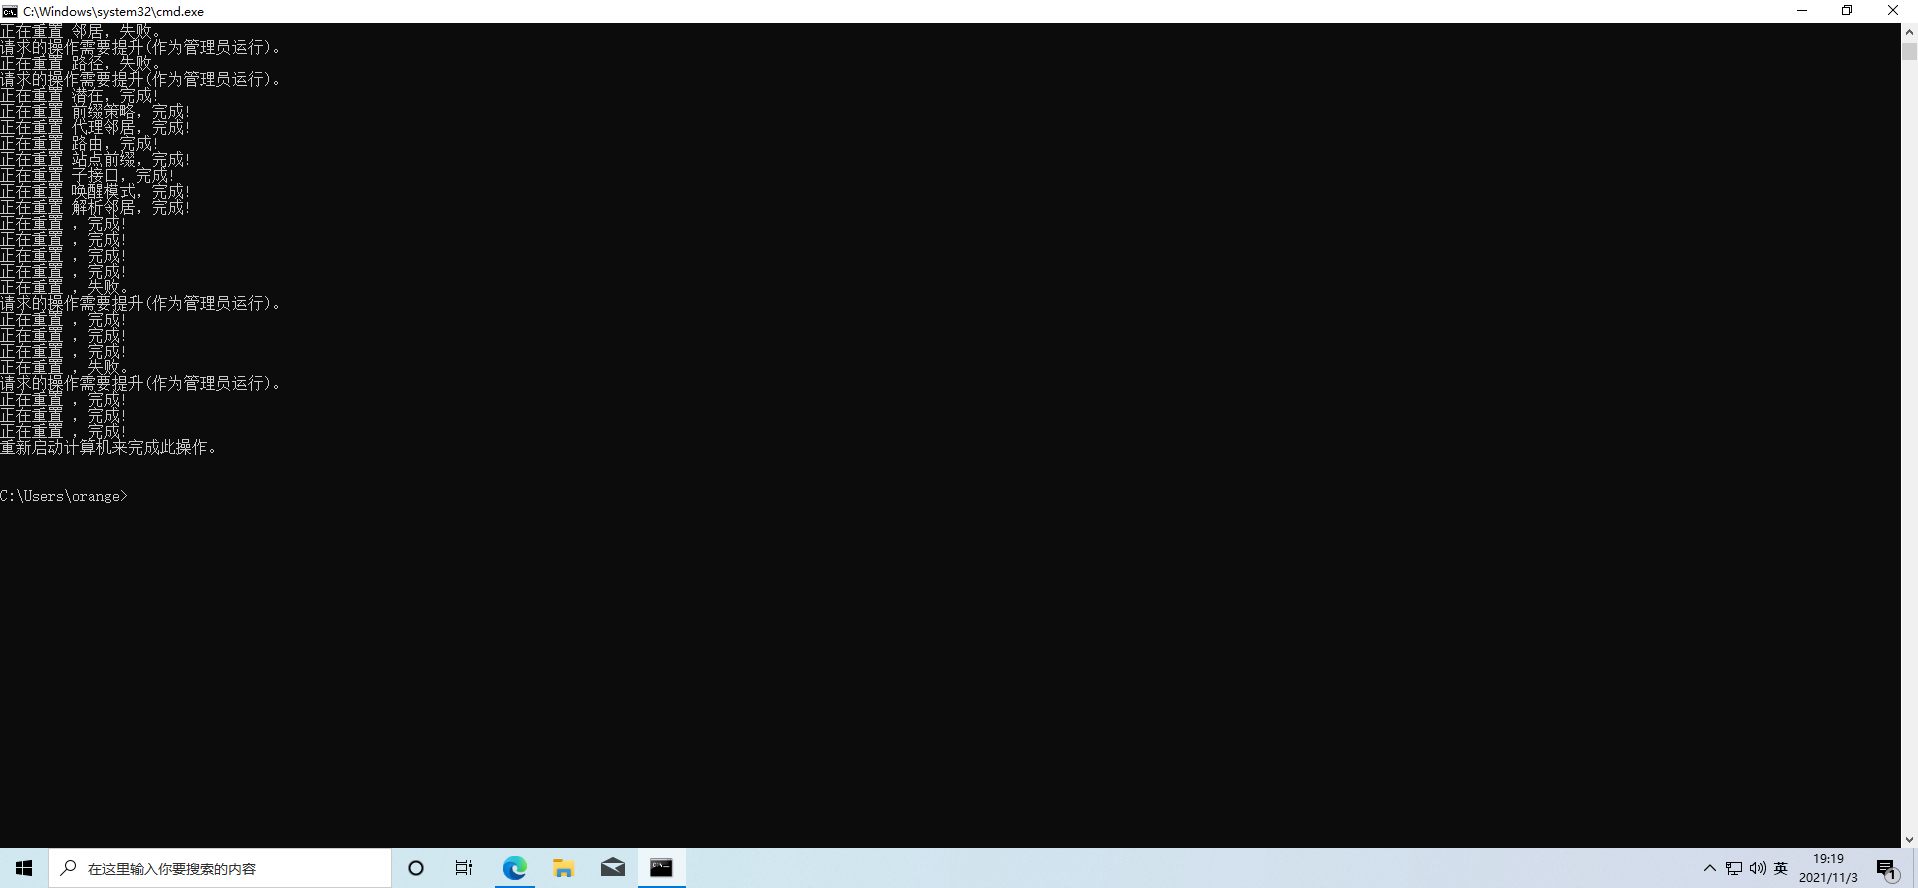 C:\Windows\system32\cmd.exe
正在重置 邻居，失败。
请求的操作需要提升(作为管理员运行)。
正在重置 路径，失败。
请求的操作需要提升(作为管理员运行)。
正在重置 潜在，完成!
正在重置 前缀策略，完成!
正在重置 代理邻居，完成!
正在重置 路由，完成!
正在重置 站点前缀，完成!
正在重置 子接口，完成!
正在重置 唤醒模式，完成!
正在重置 解析邻居，完成!
正在重置 ，完成!
正在重置 ，完成!
正在重置 ，完成!
正在重置 ，完成!
正在重置 ，失败。
请求的操作需要提升(作为管理员运行)。
正在重置 ，完成!
正在重置 ，完成!
正在重置 ，完成!
正在重置 ，失败。
请求的操作需要提升(作为管理员运行)。
正在重置 ，完成!
正在重置 ，完成!
正在重置 ，完成!
重新启动计算机来完成此操作。
C:\Users\orange>
在这里输入你要搜索的内容
英
19:19
2021/11/3
1